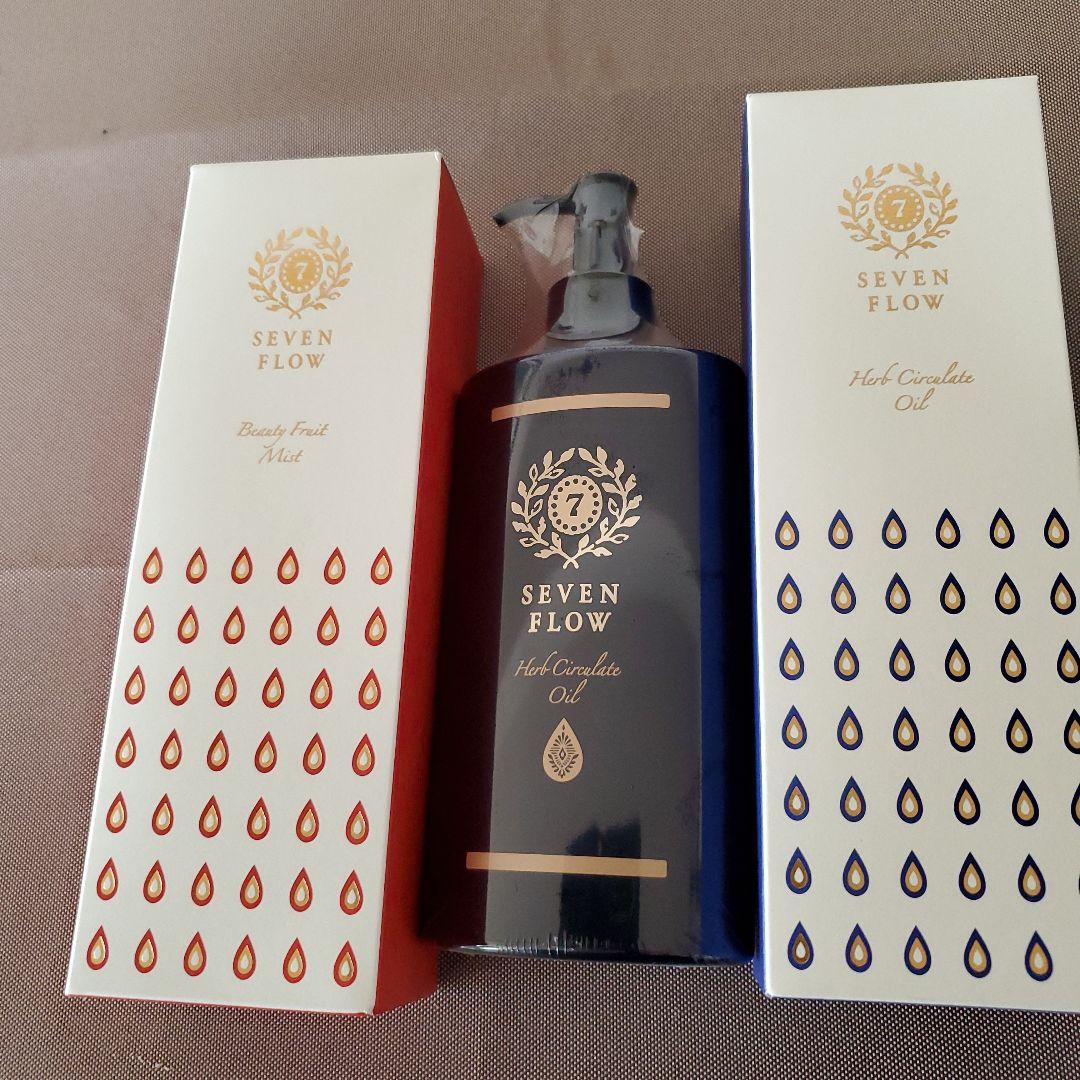 7
SEVEN
FLOW
Beauty Fruit
Mist
7
SEVEN
FLOW
Herb Circulate
Oil
7
SEVEN
FLOW
Herb Circulate
Oil